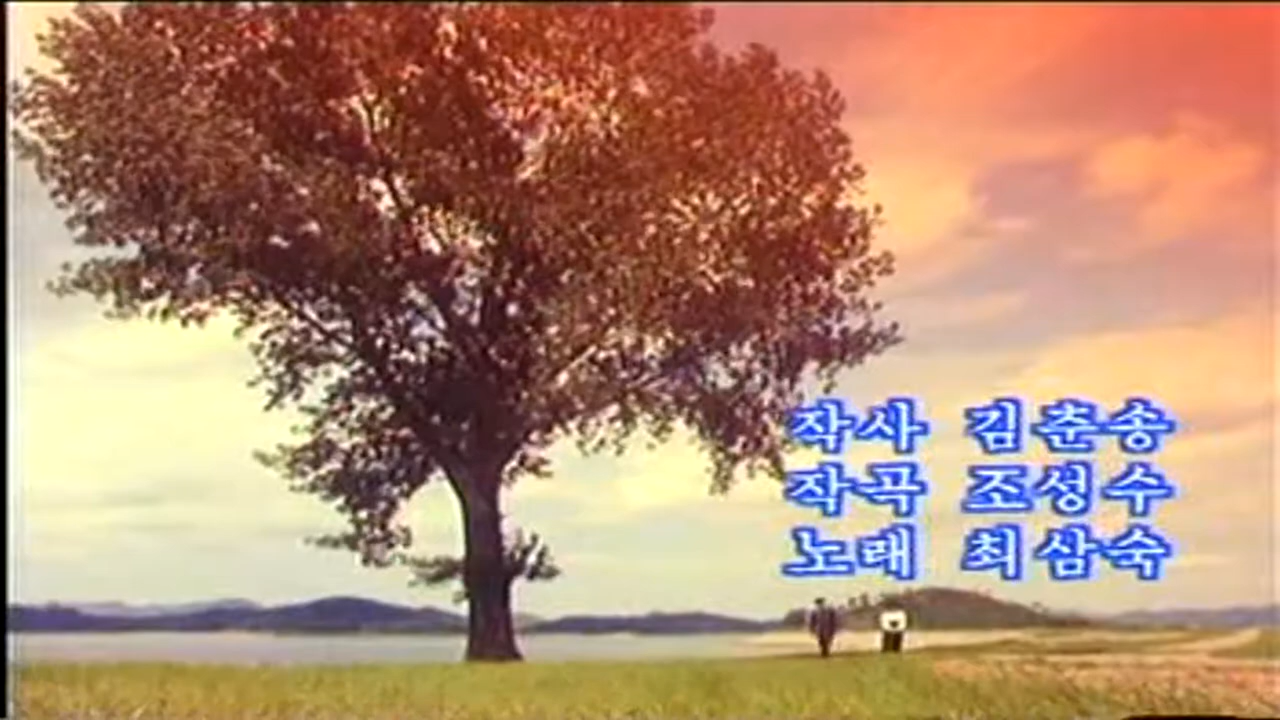 작사 김춘송
작곡 조성수
노래 최삼숙